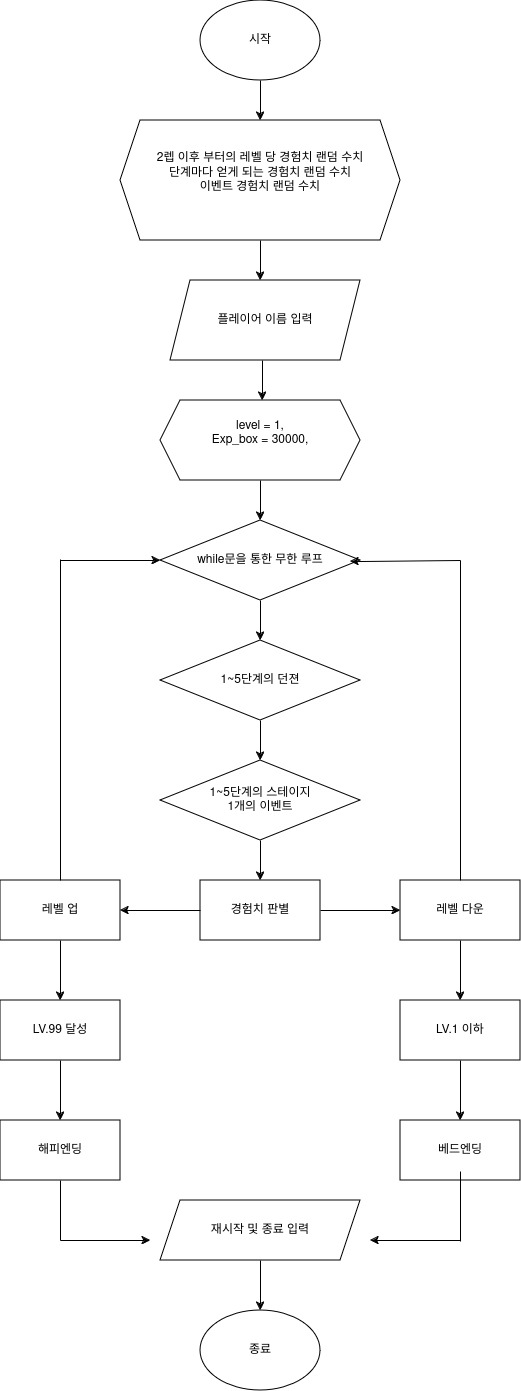 시작
2렙 이후 부터의 레벨 당 경험치 랜덤 수치
단계마다 얻게 되는 경험치 랜덤 수치
이벤트 경험치 랜덤 수치
플레이어 이름 입력
level = 1,
Exp_box = 30000,
while문을 통한 무한 루프
1~5단계의 던젼
1~5단계의 스테이지
1개의 이벤트
레벨 업
경험치 판별
레벨 다운
LV.99 달성
LV.1 이하
해피엔딩
베드엔딩
재시작 및 종료 입력
종료